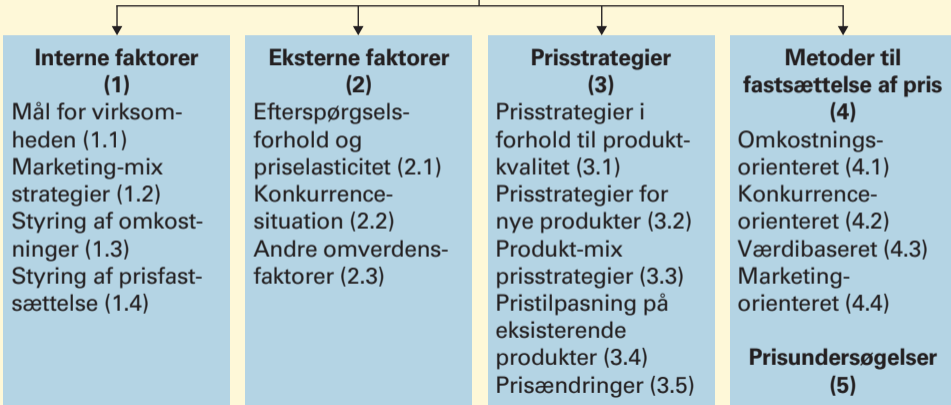 Interne faktorer
(1)
Mål for virksom-
heden (1.1)
Marketing-mix
strategier (1.2)
Styring af omkost-
ninger (1.3)
Styring af prisfast-
sættelse (1.4)
Eksterne faktorer
(2)
Efterspørgsels-
forhold og
priselasticitet (2.1)
Konkurrence-
situation (2.2)
Andre omverdens-
faktorer (2.3)
Prisstrategier
(3)
Prisstrategier i
forhold til produkt-
kvalitet (3.1)
Prisstrategier for
nye produkter (3.2)
Produkt-mix
prisstrategier (3.3)
Pristilpasning på
eksisterende
produkter (3.4)
Prisændringer (3.5)
Metoder til
fastsættelse af pris
(4)
Omkostnings-
orienteret (4.1)
Konkurrence-
orienteret (4.2)
Værdibaseret (4.3)
Marketing-
orienteret (4.4)
Prisundersøgelser
(5)